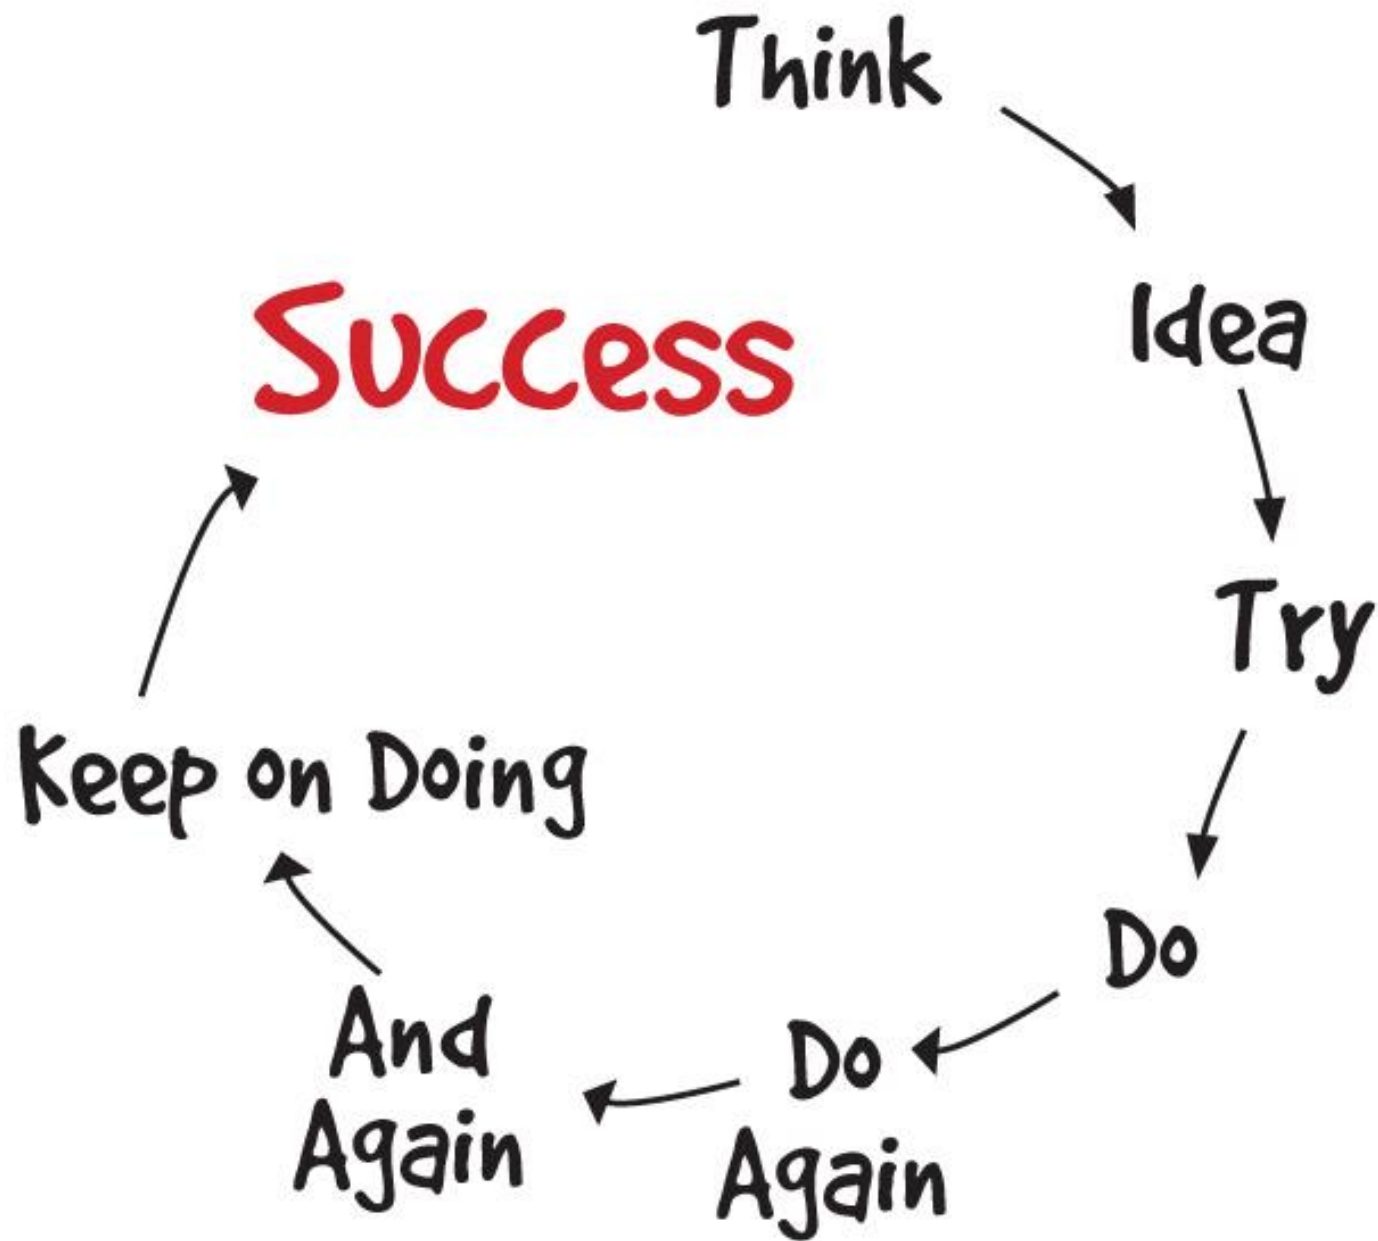 Think
Idea
Try
Do
Do
Again
And
Again
Keep on Doing
Success